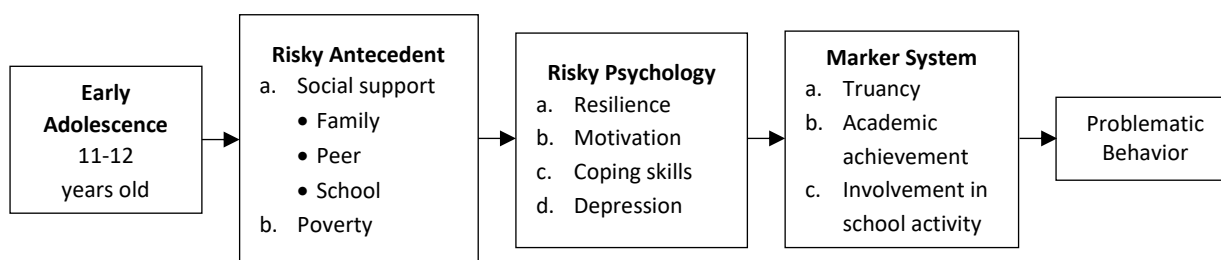 Early
Adolescence
11-12
years old
Risky Antecedent
a. Social support
• Family
• Peer
• School
b. Poverty
Risky Psychology
a. Resilience
b. Motivation
c. Coping skills
d. Depression
Marker System
a. Truancy
b. Academic
achievement
c. Involvement in
school activity
Problematic
Behavior